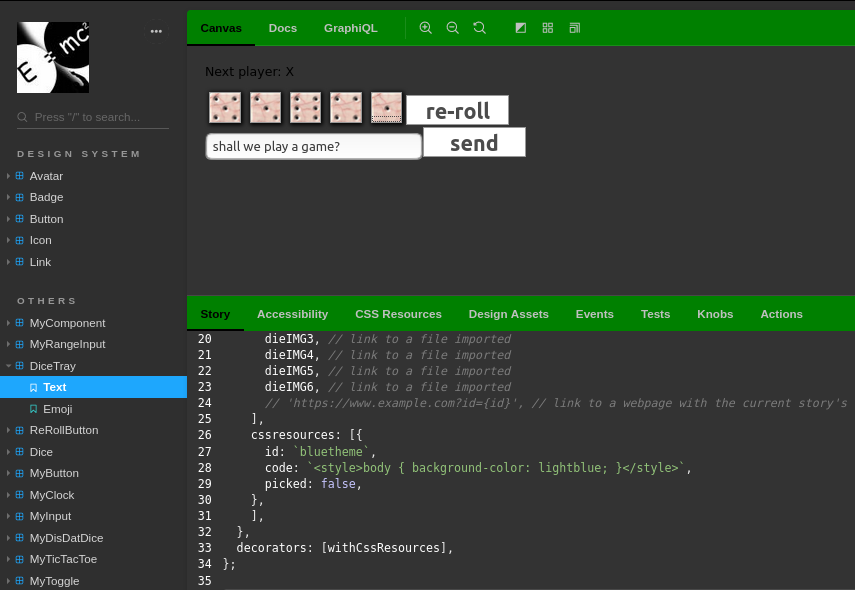 E = mc²
Canvas Docs GraphiQL
Press "/" to search...
DESIGN SYSTEM
Avatar
Badge
Button
Icon
Link
OTHERS
MyComponent
MyRangeInput
DiceTray
Text
Emoji
ReRollButton
Dice
MyButton
MyClock
MyInput
MyDisDatDice
MyTicTacToe
MyToggle
Next player: X
re-roll
shall we play a game?
send
Story Accessibility CSS Resources Design Assets Events Tests Knobs Actions
20 dieIMG3, // link to a file imported
21 dieIMG4, // link to a file imported
22 dieIMG5, // link to a file imported
23 dieIMG6, // link to a file imported
24 // 'https://www.example.com?id={id}', // link to a webpage with the current story's
25 ],
26 cssresources: [{
27 id: `bluetheme`,
28 code: `<style>body { background-color: lightblue; }</style>`,
29 picked: false,
30 },
31 ],
32 },
33 decorators: [withCssResources],
34 };
35